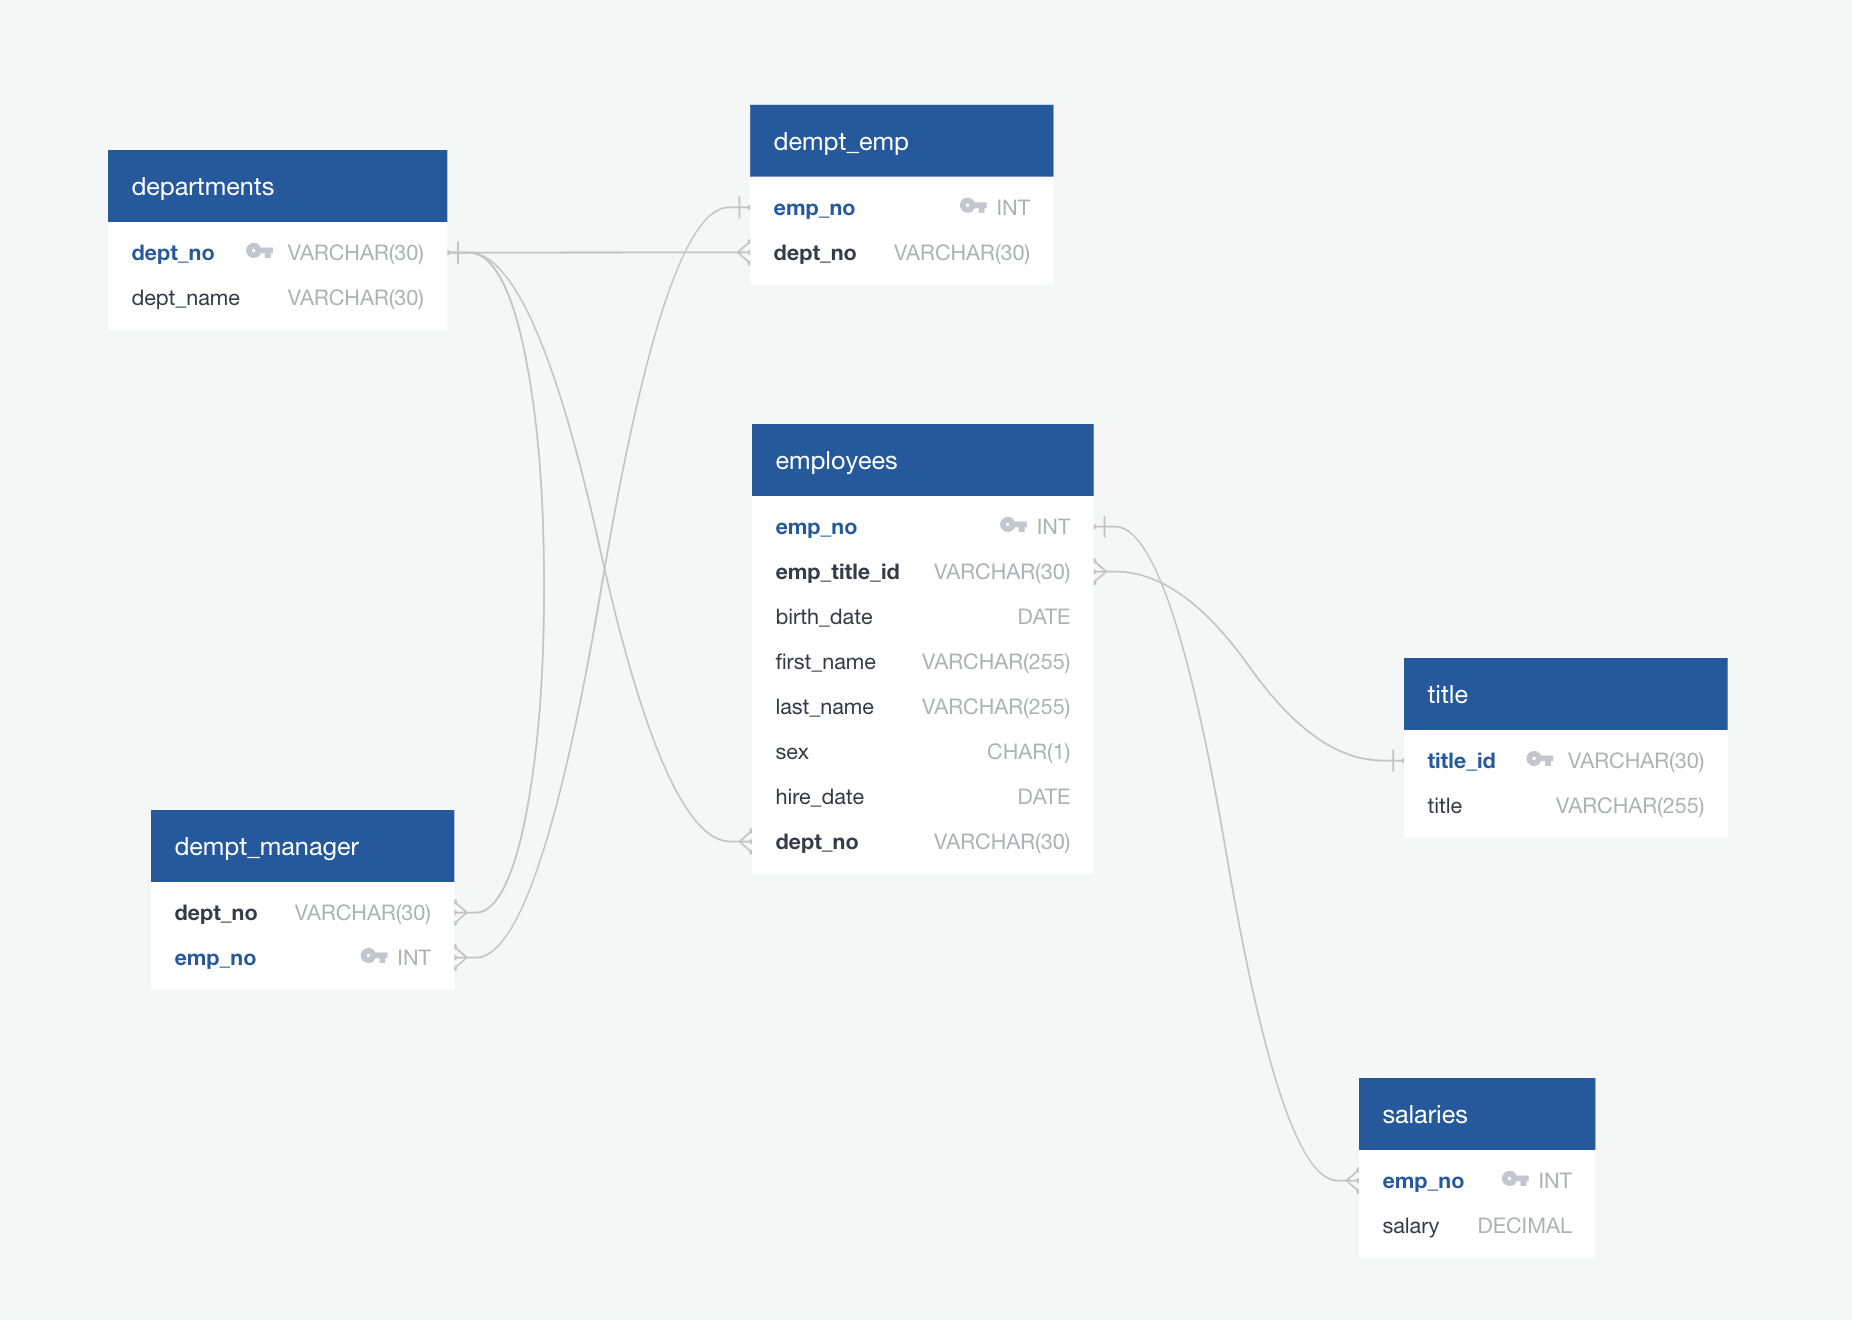 departments
dept_no VARCHAR(30)
dept_name VARCHAR(30)
dempt_emp
emp_no INT
dept_no VARCHAR(30)
employees
emp_no INT
emp_title_id VARCHAR(30)
birth_date DATE
first_name VARCHAR(255)
last_name VARCHAR(255)
sex CHAR(1)
hire_date DATE
dept_no VARCHAR(30)
title
title_id VARCHAR(30)
title VARCHAR(255)
dempt_manager
dept_no VARCHAR(30)
emp_no INT
salaries
emp_no INT
salary DECIMAL